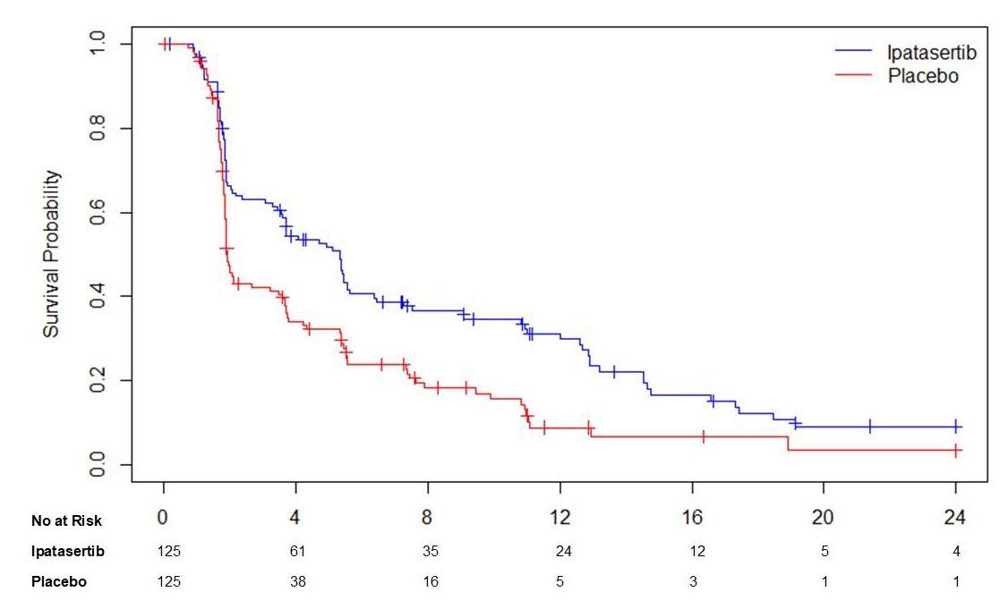 Ipatasertib
Placebo
Survival Probability
1.0
0.8
0.6
0.4
0.2
0.0
No at Risk 0 4 8 12 16 20 24
Ipatasertib 125 61 35 24 12 5 4
Placebo 125 38 16 5 3 1 1